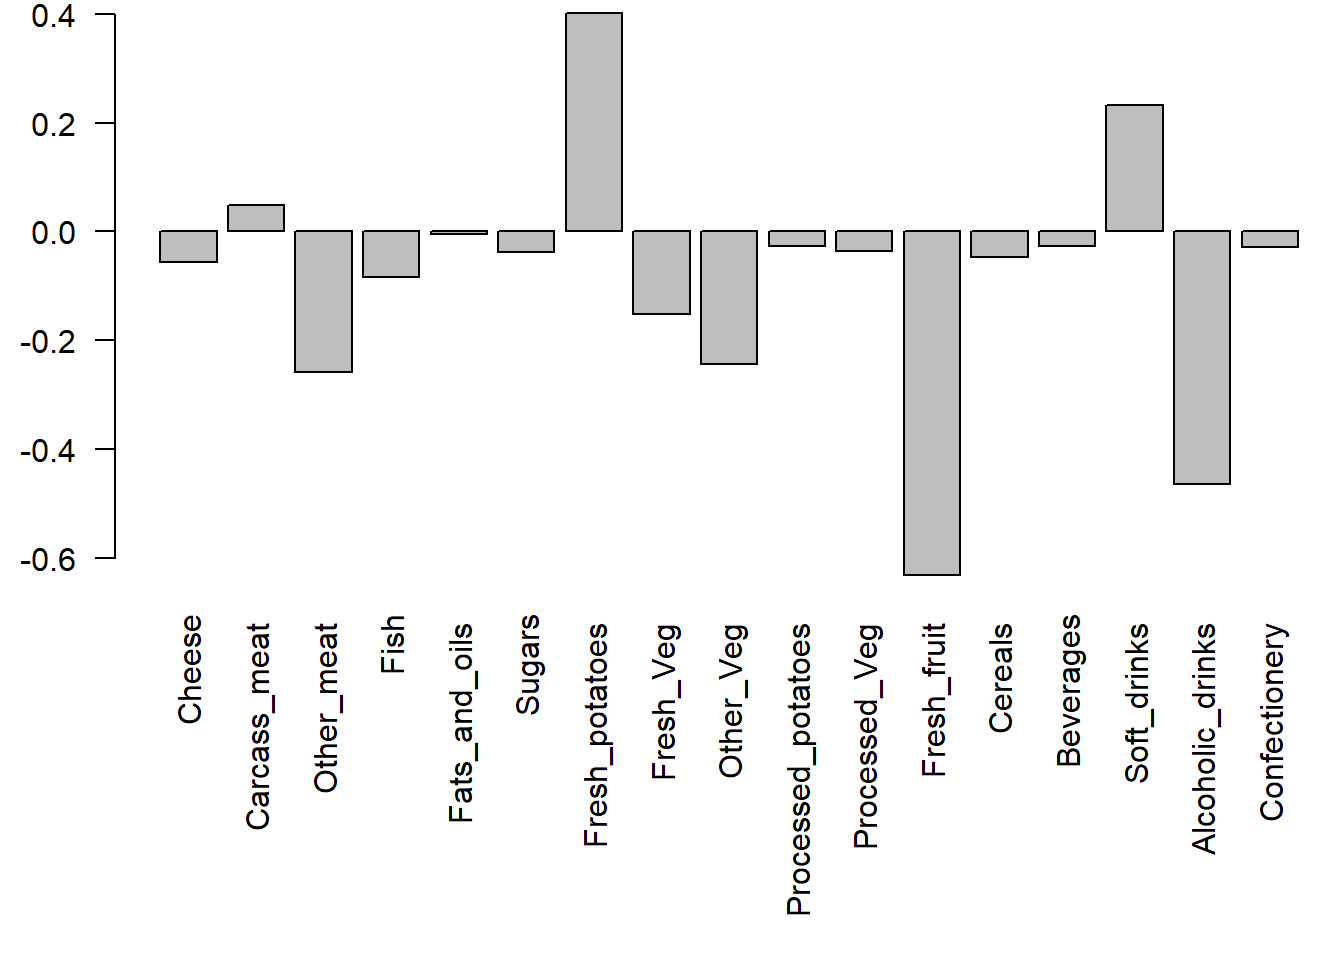 0.4
0.2
0.0
-0.2
-0.4
-0.6
Cheese
Carcass_meat
Other_meat
Fish
Fats_and_oils
Sugars
Fresh_potatoes
Fresh_Veg
Other_Veg
Processed_potatoes
Processed_Veg
Fresh_fruit
Cereals
Beverages
Soft_drinks
Alcoholic_drinks
Confectionery